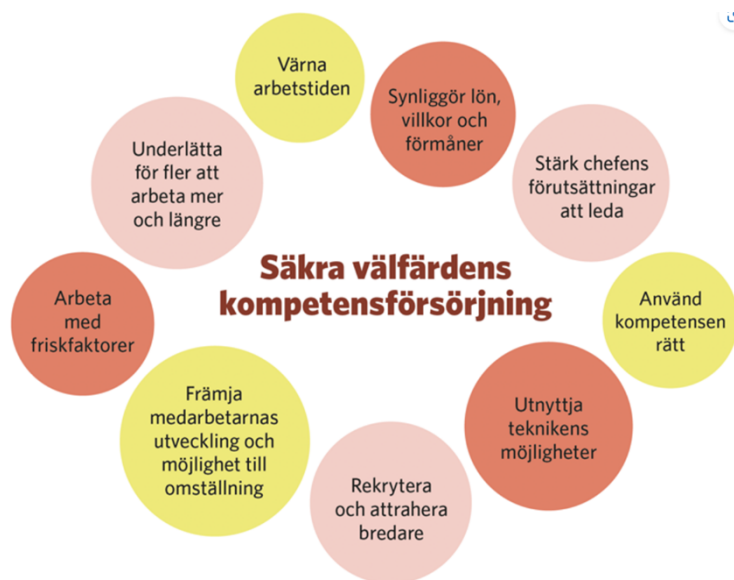 Säkra välfärdens
kompetensförsörjning
Värna
arbetstiden
Synliggör lön,
villkor och
förmåner
Stärk chefens
förutsättningar
att leda
Använd
kompetensen
rätt
Utnyttja
teknikens
möjligheter
Rekrytera
och attrahera
bredare
Främja
medarbetarnas
utveckling och
möjlighet till
omställning
Arbeta
med
friskfaktorer
Underlätta
för fler att
arbeta mer
och längre